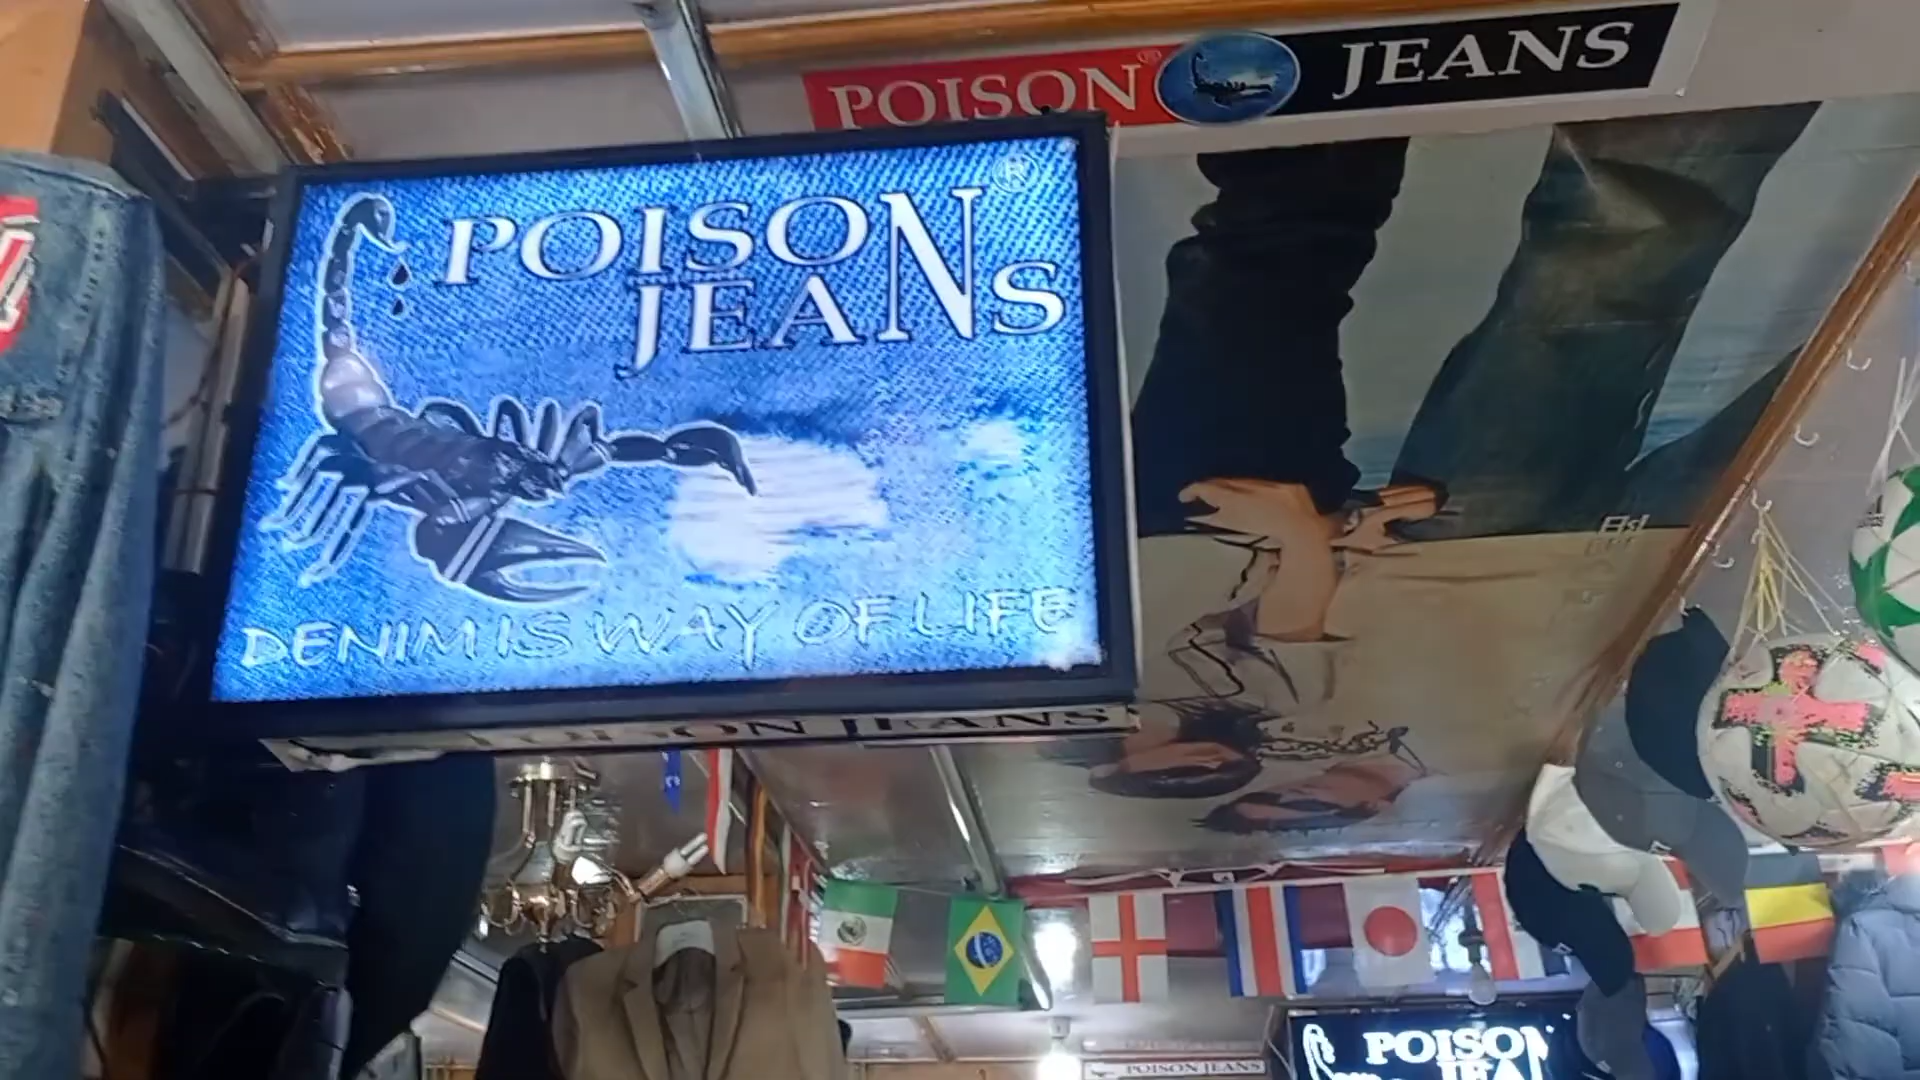 POISON® JEANS
POISON®
JEANS
DENIM IS WAY OF LIFE
POISON JEANS
POISON JEANS
POISON